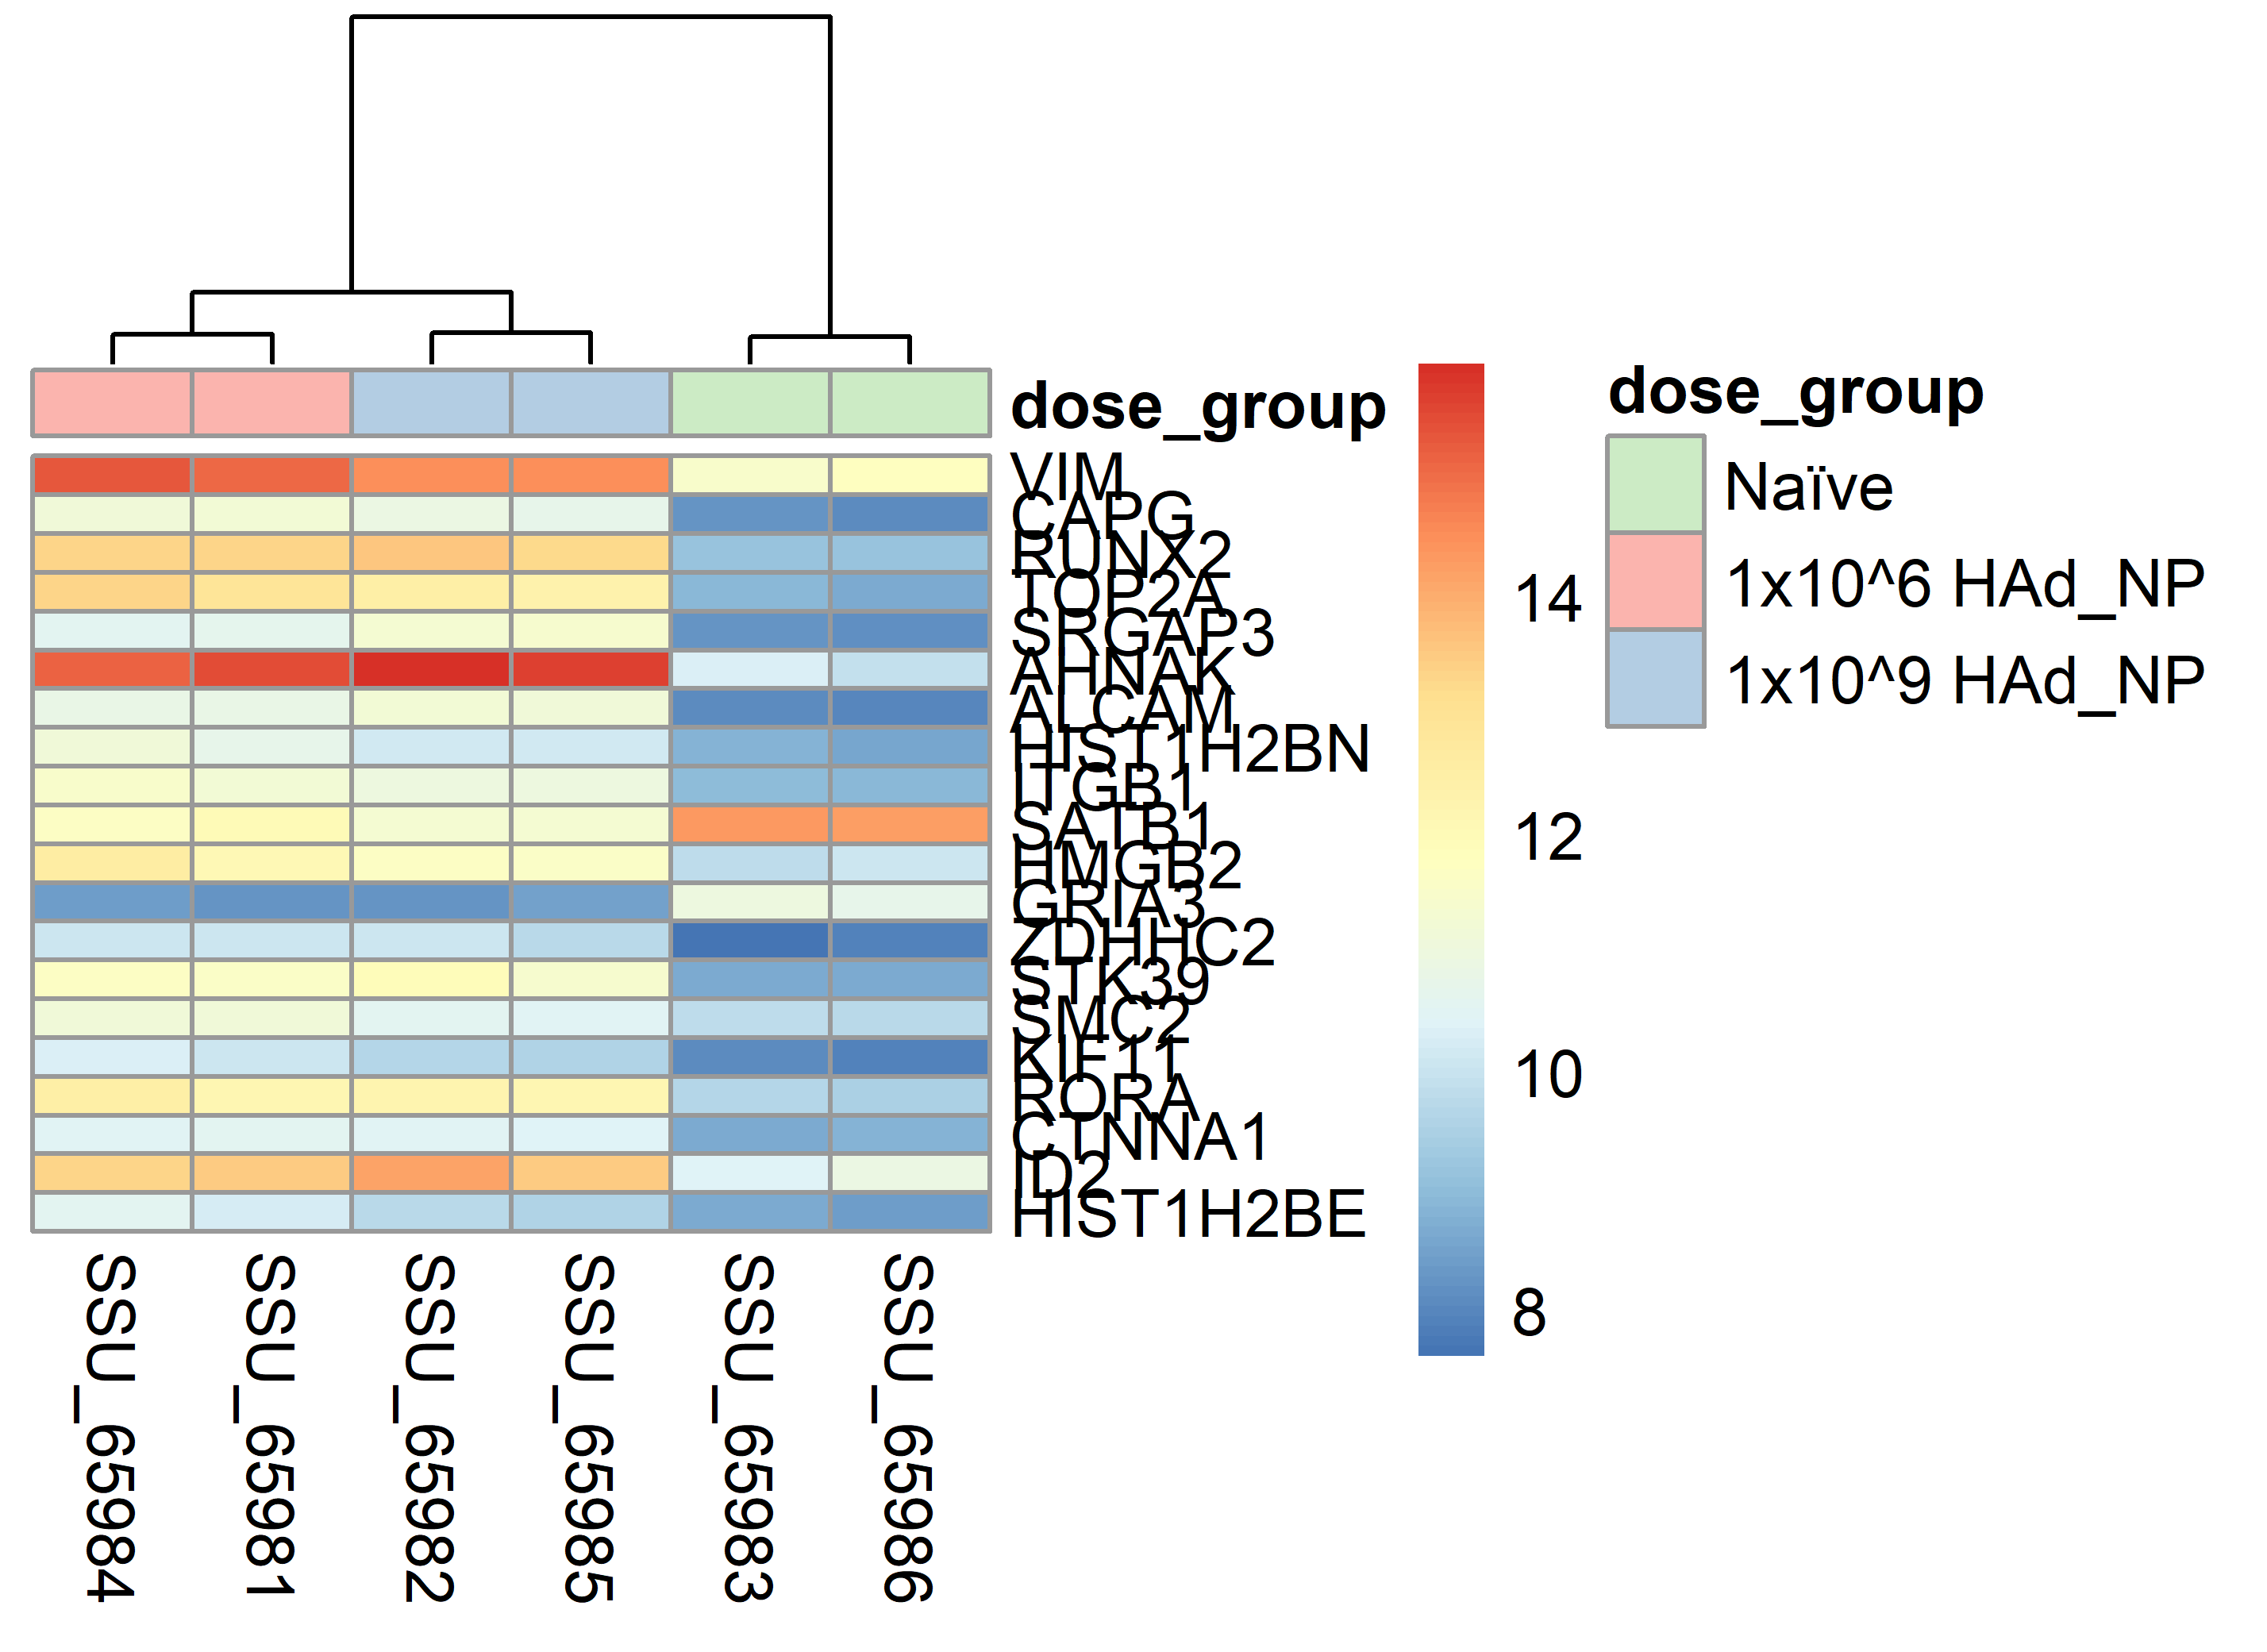 dose_group
VIM
CAPG
RUNX2
TOP2A
SRGAP3
AHNAK
ALCAM
HIST1H2BN
ITGB1
SATB1
HMGB2
GRIA3
ZDHHC2
STK39
SMC2
KIF11
RORA
CTNNA1
ID2
HIST1H2BE
SSU_65984
SSU_65981
SSU_65982
SSU_65985
SSU_65983
SSU_65986
14
12
10
8
dose_group
Naïve
1x10^6 HAd_NP
1x10^9 HAd_NP